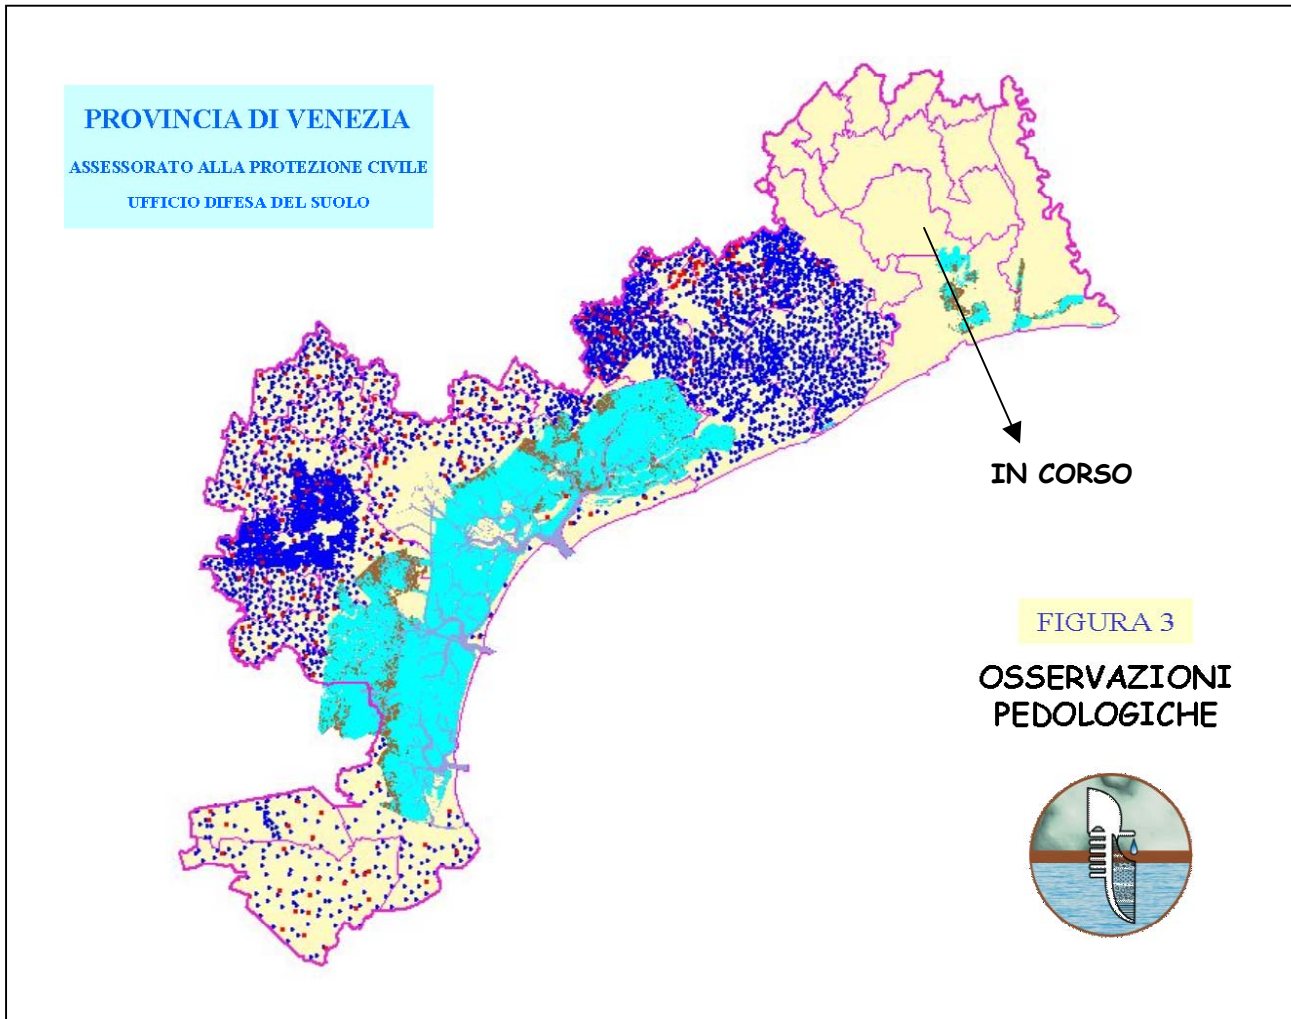 PROVINCIA DI VENEZIA
ASSESSORATO ALLA PROTEZIONE CIVILE
UFFICIO DIFESA DEL SUOLO
IN CORSO
FIGURA 3
OSSERVAZIONI
PEDOLOGICHE